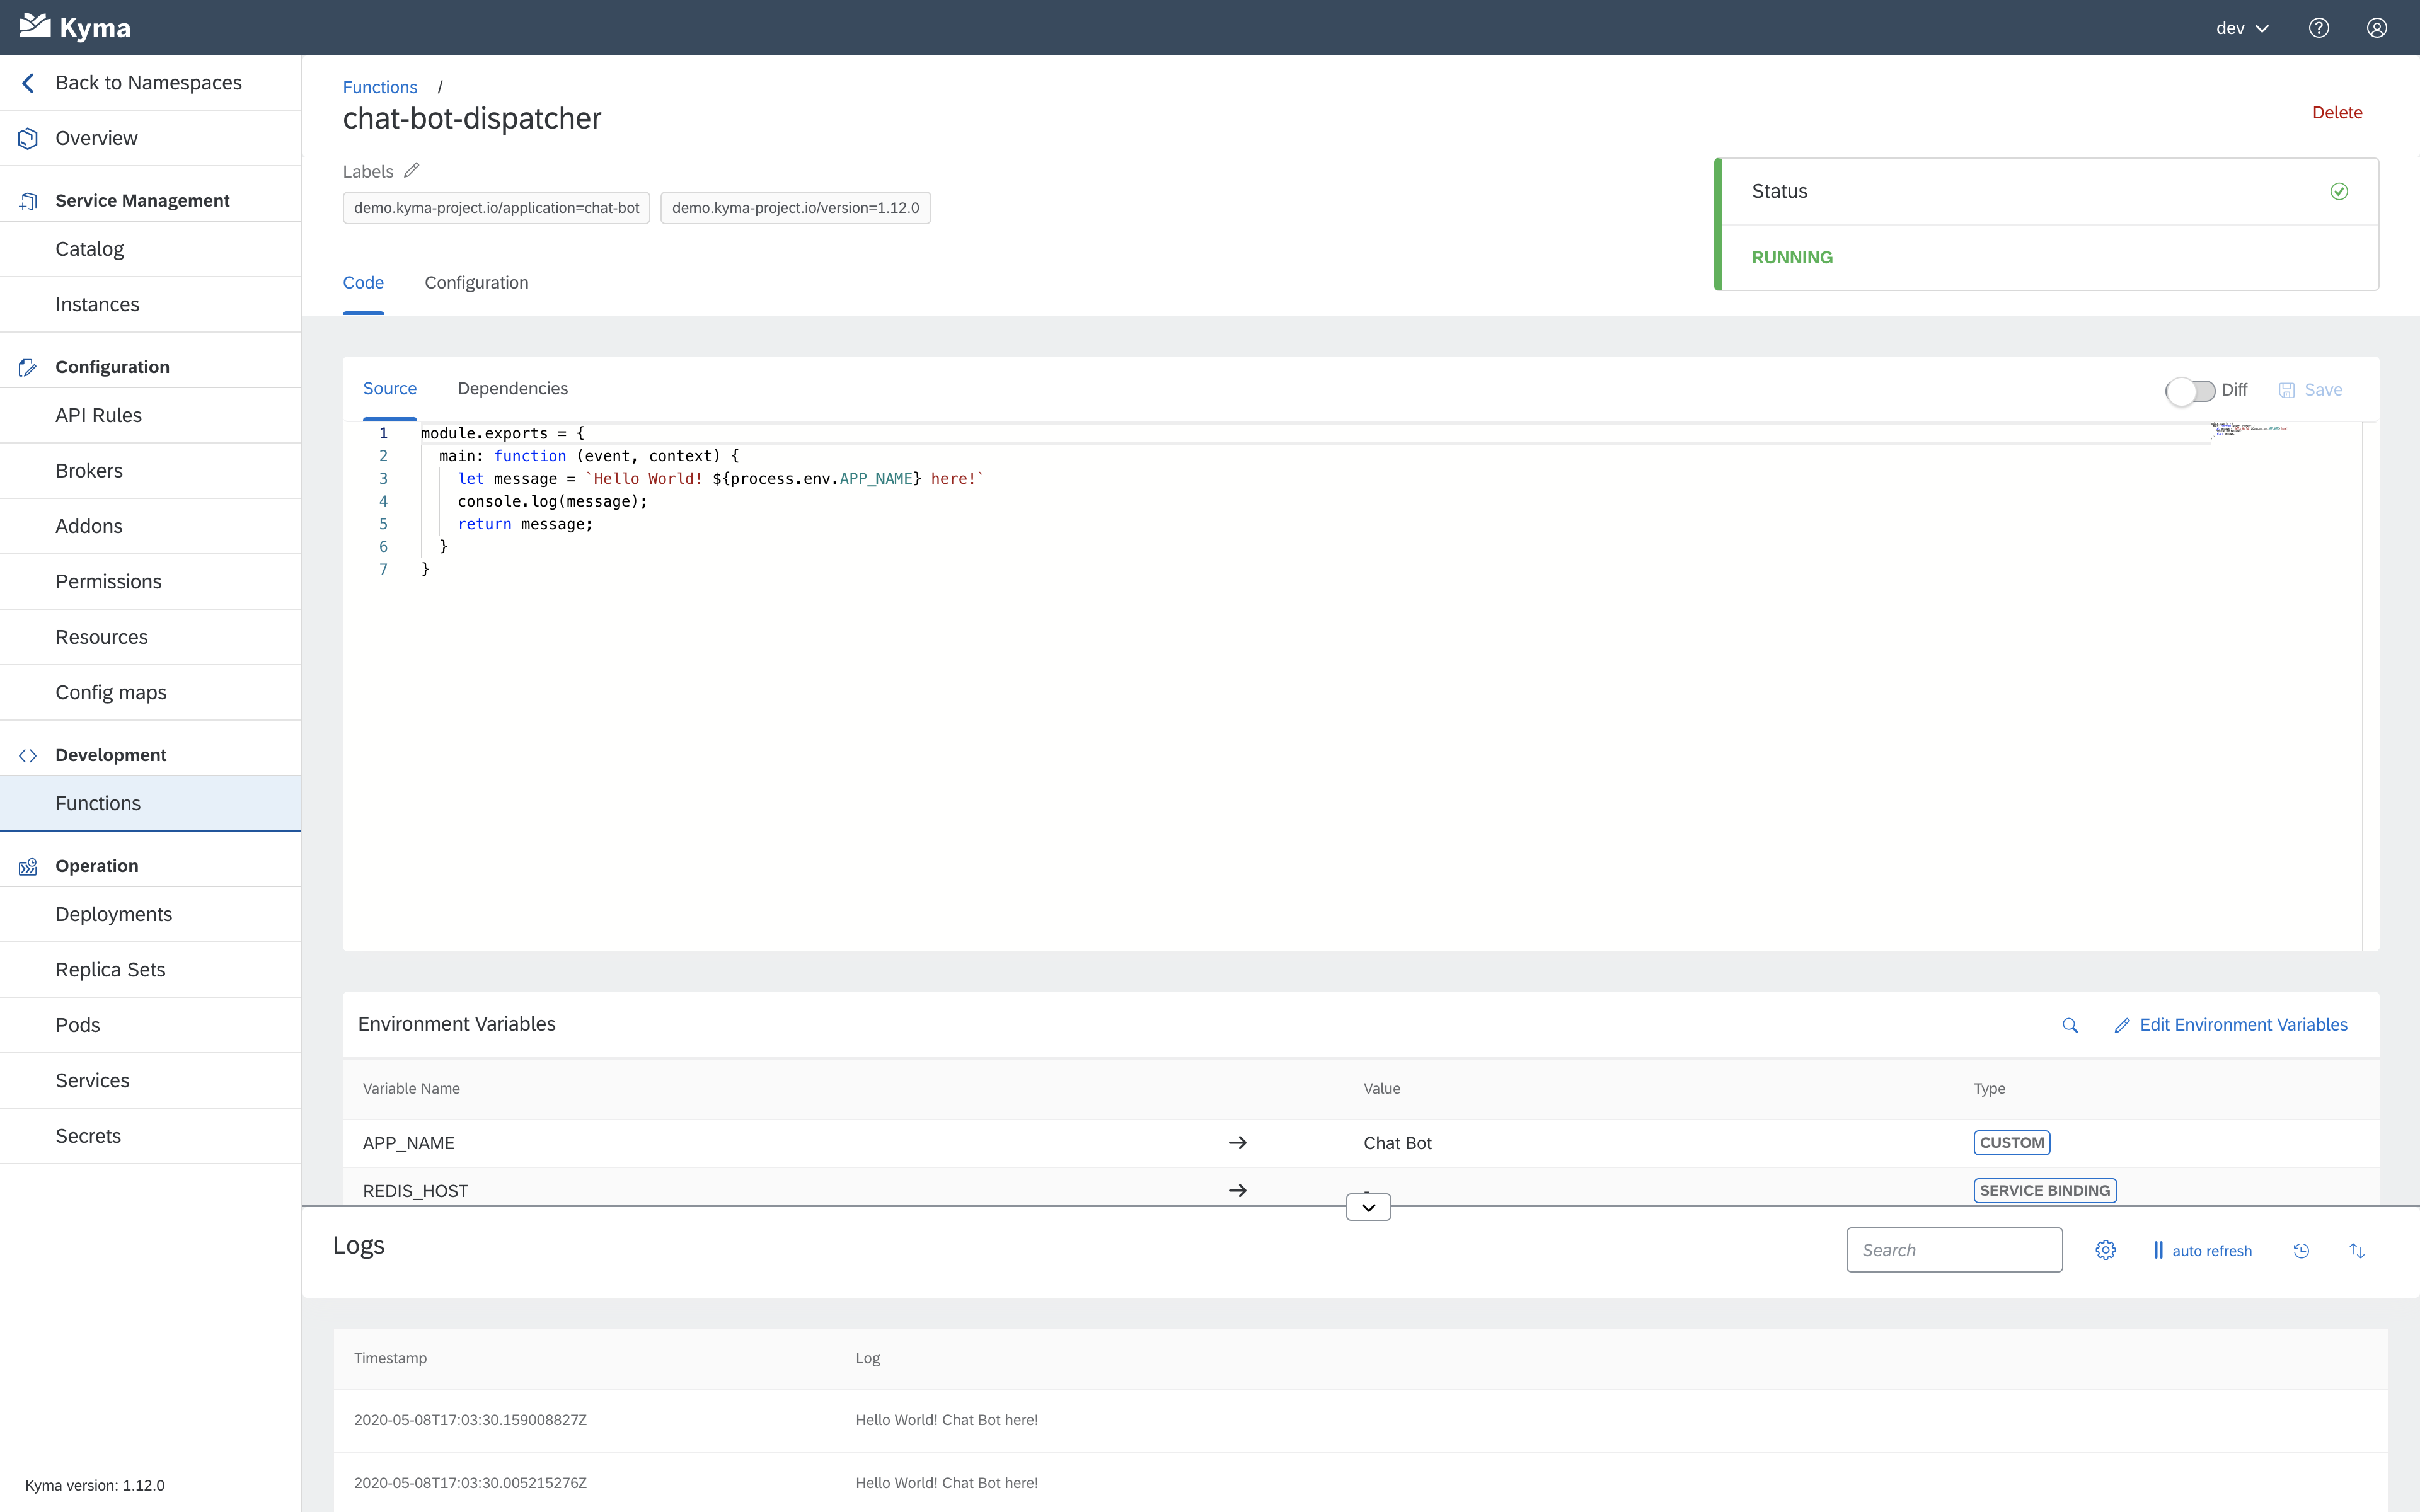 Kyma
dev
Back to Namespaces
Overview
Service Management
Catalog
Instances
Configuration
API Rules
Brokers
Addons
Permissions
Resources
Config maps
Development
Functions
Operation
Deployments
Replica Sets
Pods
Services
Secrets
Kyma version: 1.12.0
Functions /
chat-bot-dispatcher
Delete
Labels
demo.kyma-project.io/application=chat-bot demo.kyma-project.io/version=1.12.0
Status
RUNNING
Code Configuration
Source Dependencies Diff Save
1 module.exports = {
2 main: function (event, context) {
3 let message = `Hello World! ${process.env.APP_NAME} here!`
4 console.log(message);
5 return message;
6 }
7 }
Environment Variables Edit Environment Variables
Variable Name Value Type
APP_NAME → Chat Bot CUSTOM
REDIS_HOST → - SERVICE BINDING
Logs Search auto refresh
Timestamp Log
2020-05-08T17:03:30.159008827Z Hello World! Chat Bot here!
2020-05-08T17:03:30.005215276Z Hello World! Chat Bot here!